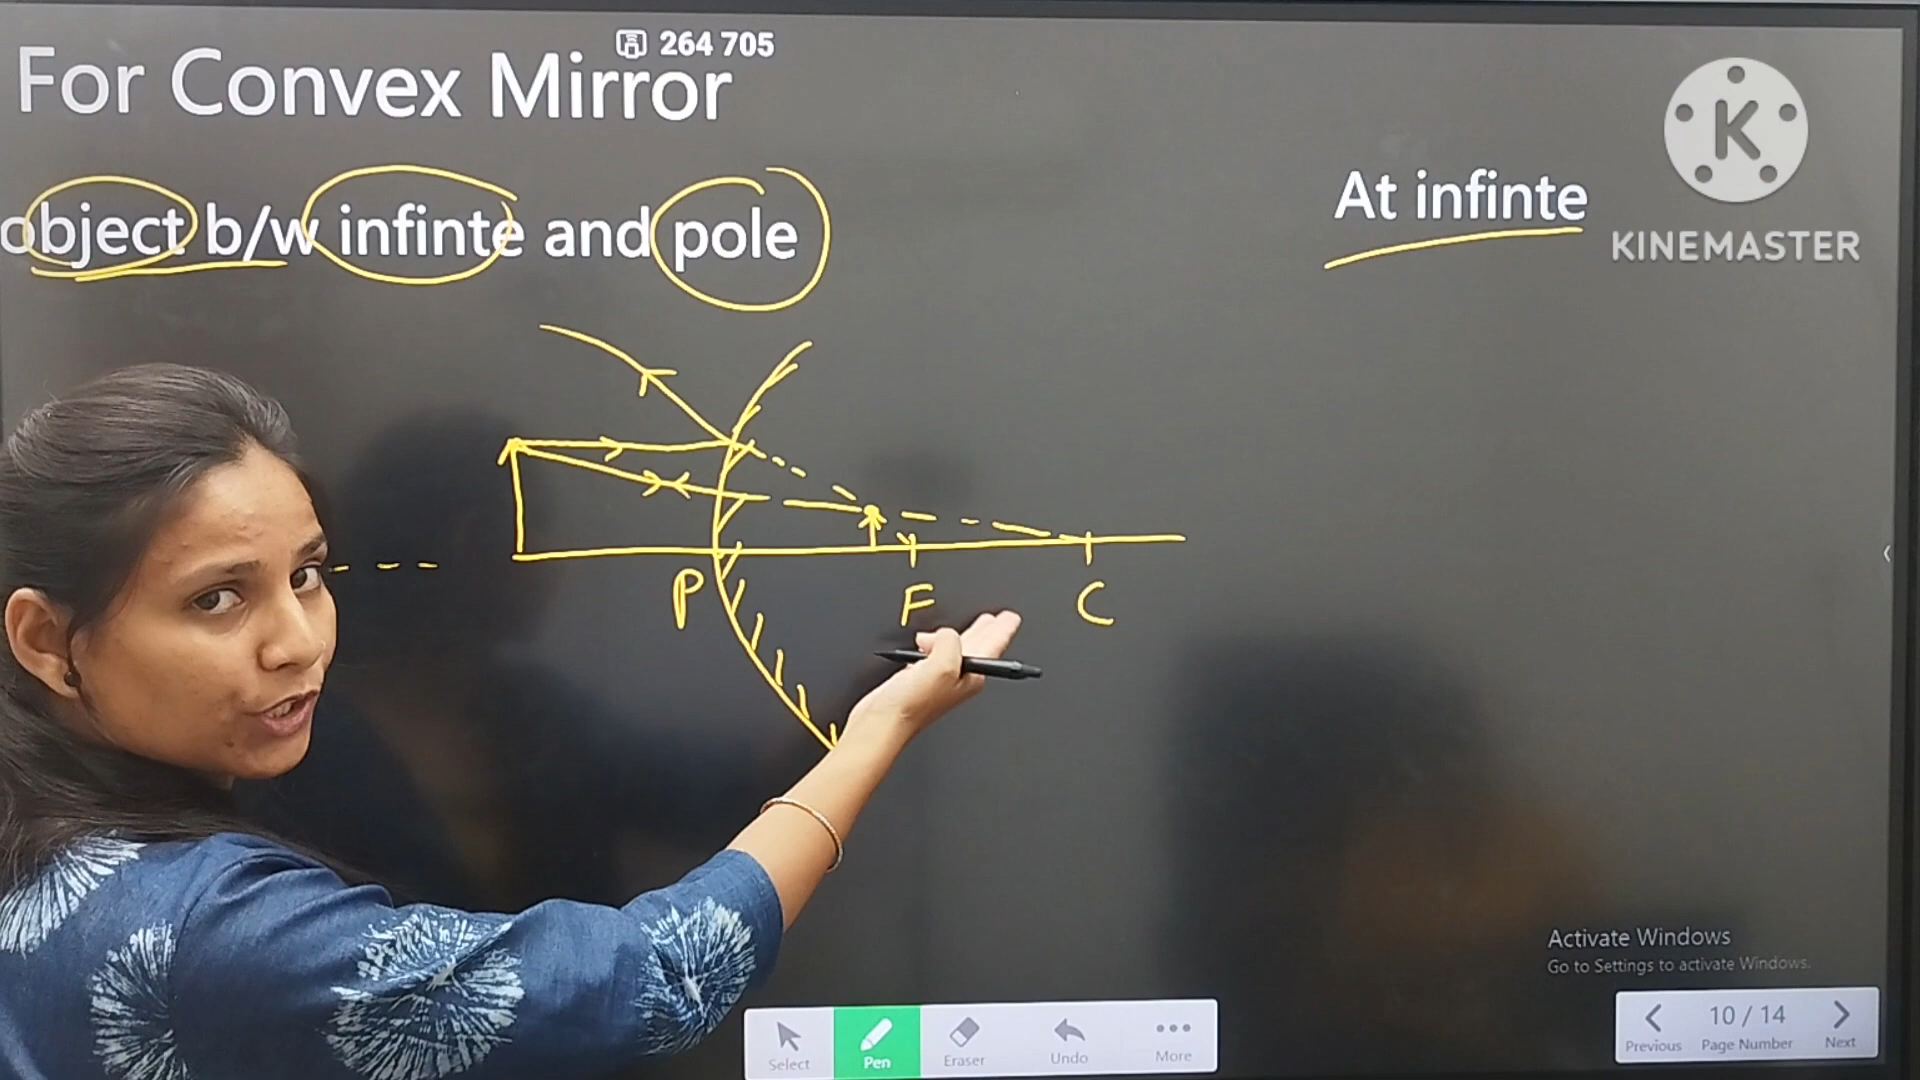 264 705
For Convex Mirror
object b/w infinte and pole
At infinte
KINEMASTER
P
F
C
Activate Windows
Go to Settings to activate Windows.
Select
Pen
Eraser
Undo
More
10 / 14
Previous
Page Number
Next